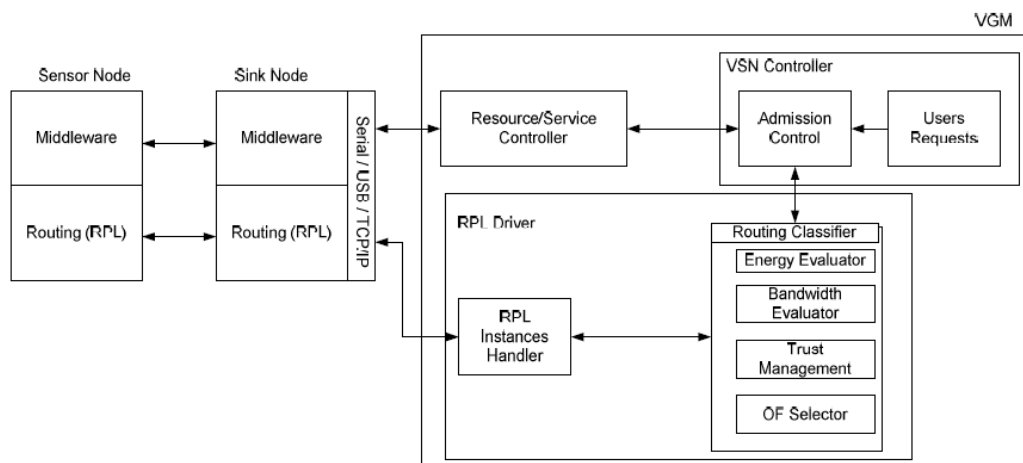 VGM
Sensor Node
Sink Node
VSN Controller
Middleware
Middleware
Serial / USB / TCP/IP
Resource/Service
Controller
Admission
Control
Users
Requests
Routing (RPL)
Routing (RPL)
RPL Driver
Routing Classifier
Energy Evaluator
Bandwidth
Evaluator
RPL
Instances
Handler
Trust
Management
OF Selector